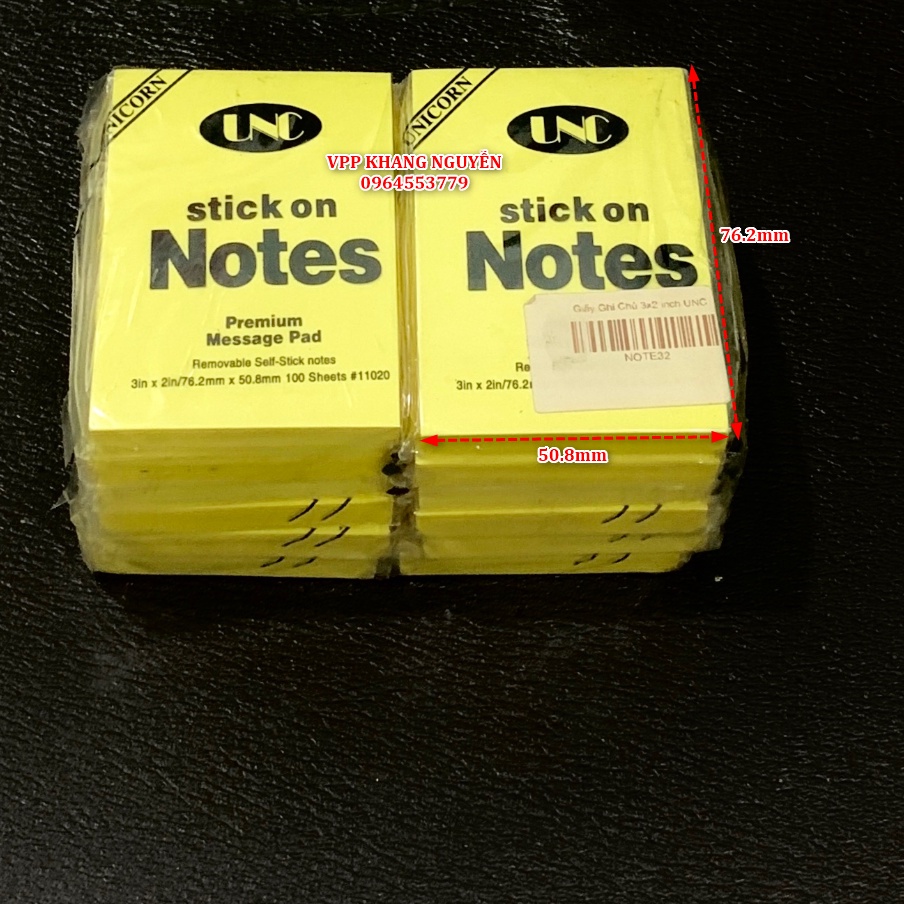 UNICORN
UNC
stick on
Notes
Premium
Message Pad
Removable Self-Stick notes
3in x 2in/76.2mm x 50.8mm 100 Sheets #11020
VPP KHANG NGUYỄN
0964553779
UNICORN
UNC
stick on
Notes
Giấy Ghi Chú 3x2 inch UNC
NOTE32
Re
3in x 2in/76.2
76.2mm
50.8mm